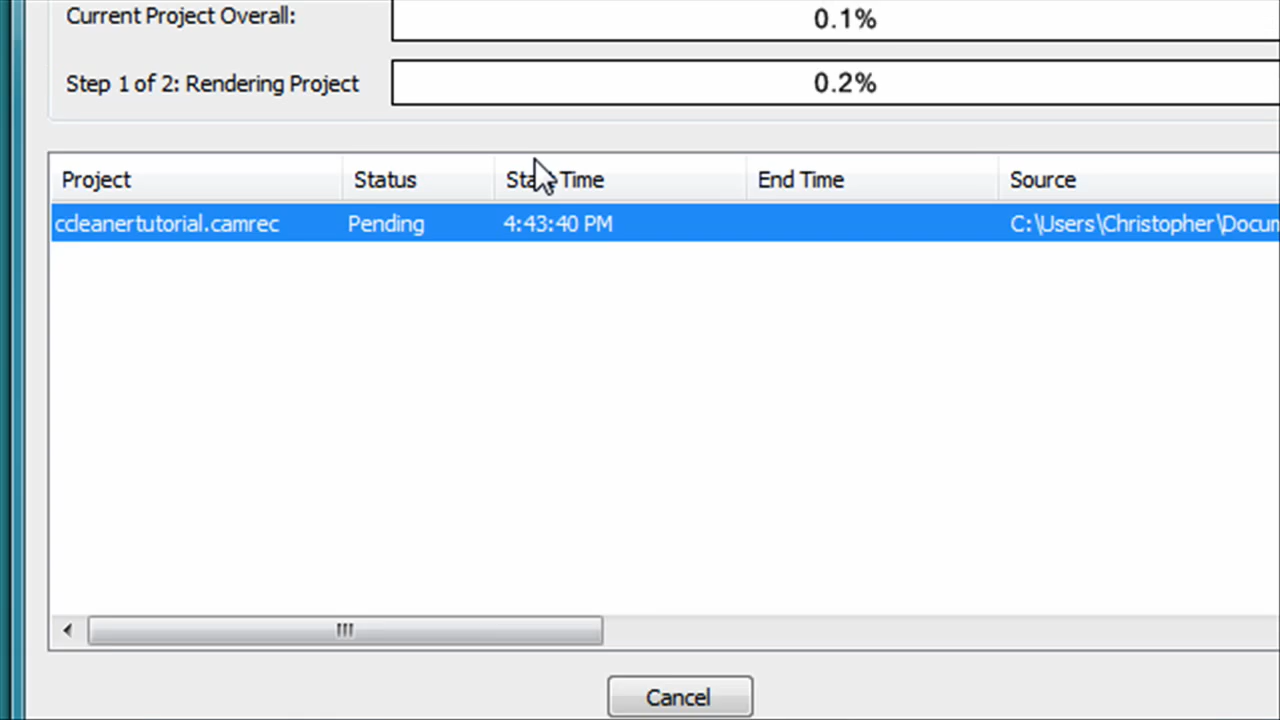 Current Project Overall: 0.1%
Step 1 of 2: Rendering Project 0.2%
Project Status Start Time End Time Source
ccleanertutorial.camrec Pending 4:43:40 PM C:\Users\Christopher\Docum
Cancel